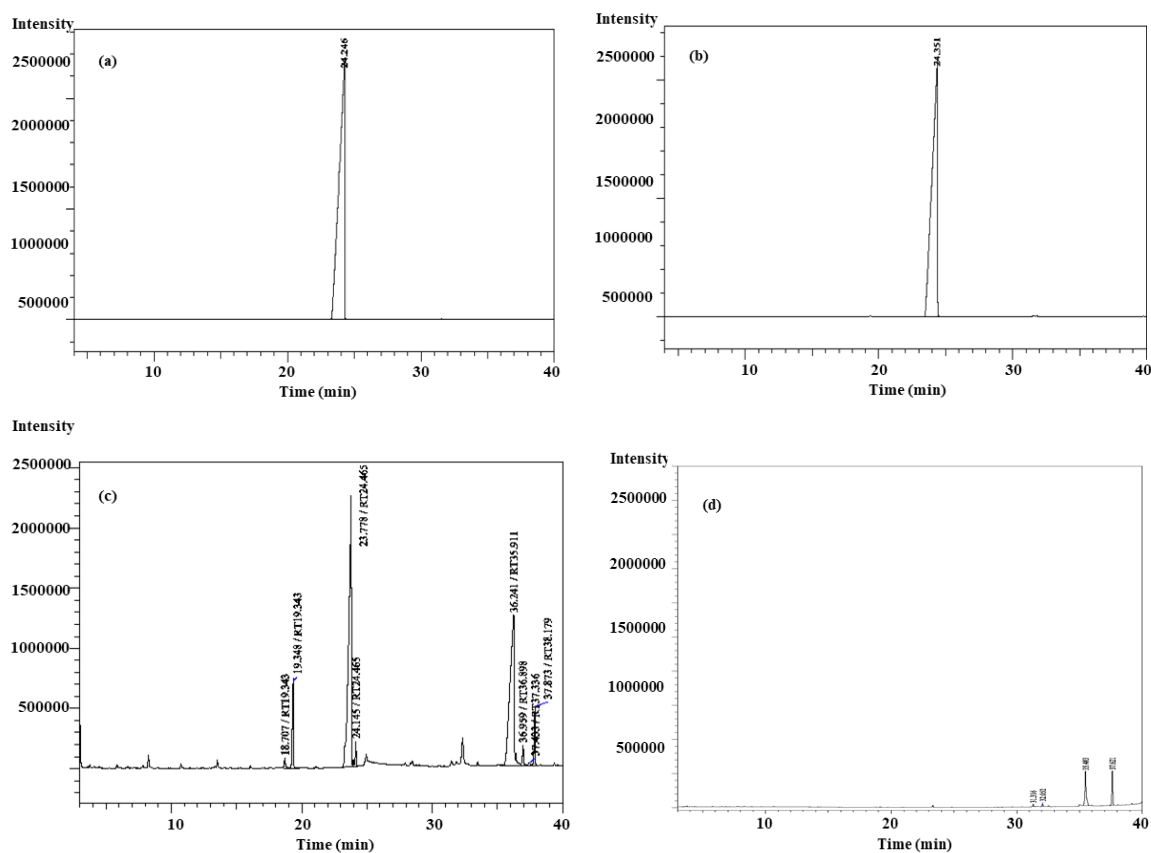 Intensity
2500000
2000000
1500000
1000000
500000
(a)
24.246
10
20
30
40
Time (min)
Intensity
2500000
2000000
1500000
1000000
500000
(b)
24.351
10
20
30
40
Time (min)
Intensity
2500000
2000000
1500000
1000000
500000
(c)
18.707 / RT19.343
19.348 / RT19.343
23.778 / RT24.465
24.145 / RT24.465
36.241 / RT35.911
36.959 / RT36.898
37.873 / RT38.179
10
20
30
40
Time (min)
Intensity
2500000
2000000
1500000
1000000
500000
(d)
10
20
30
40
Time (min)